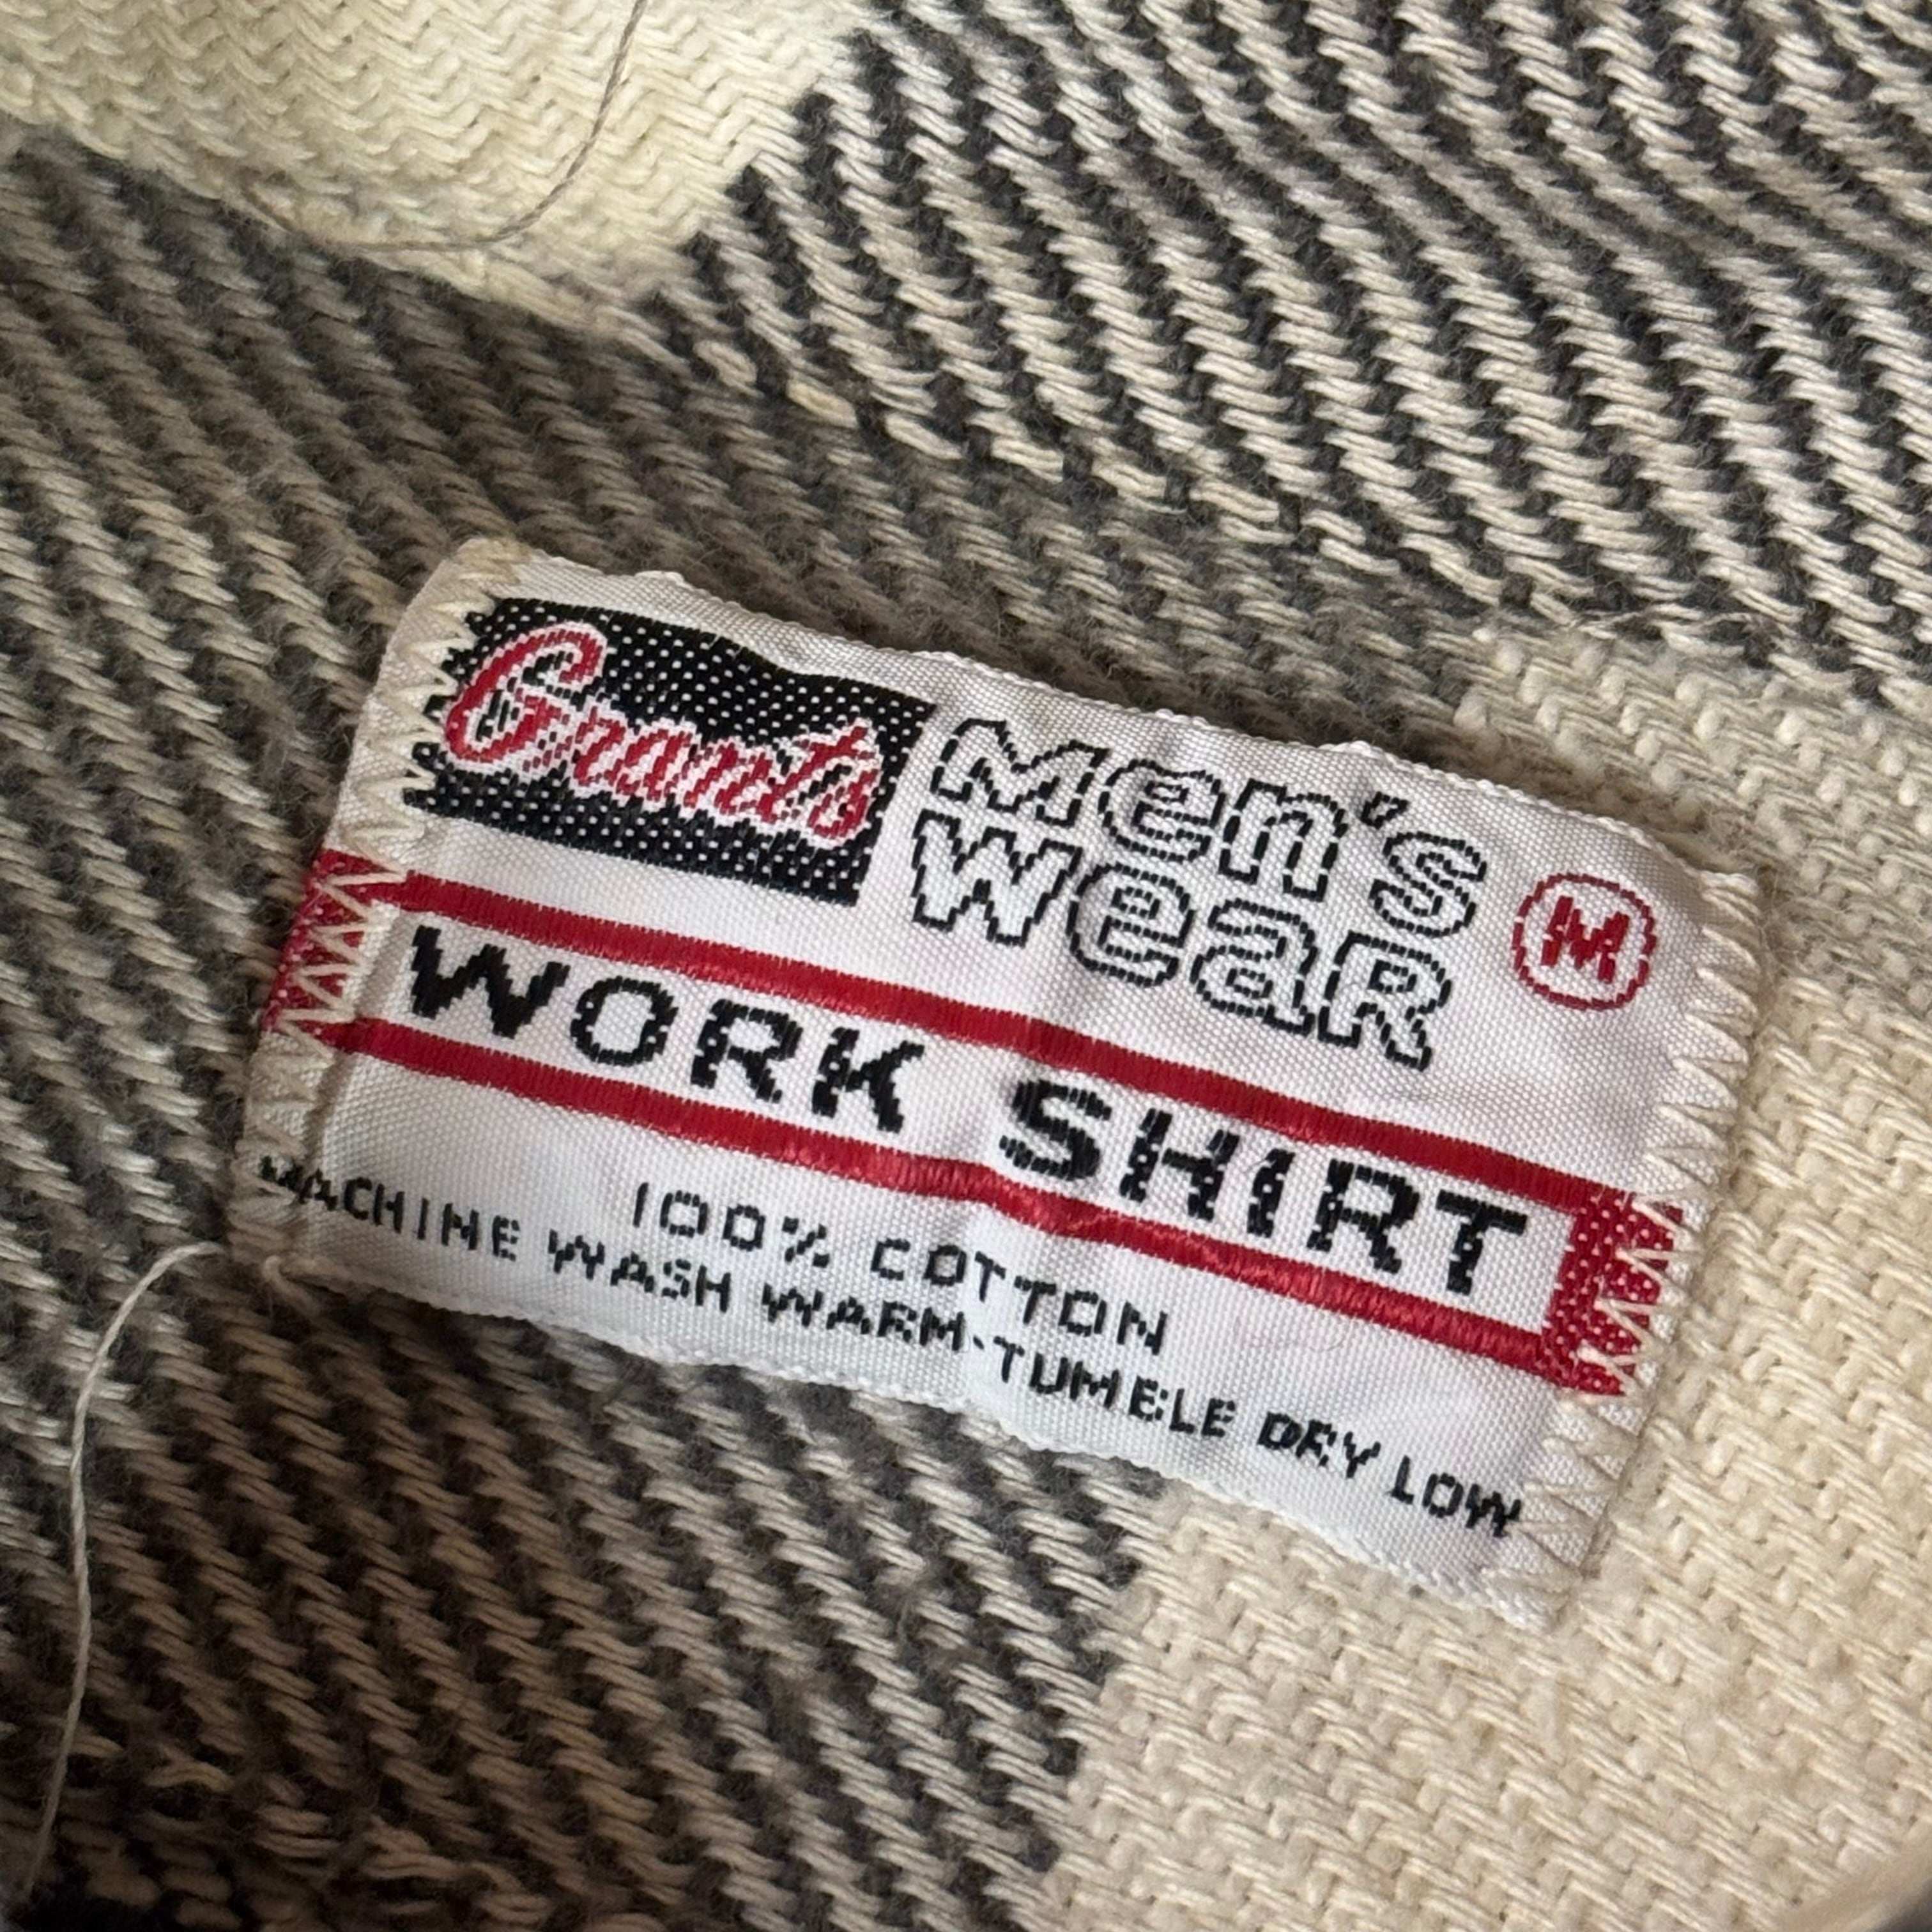 Grants
Men's
Wear
M
WORK SHIRT
100% COTTON
MACHINE WASH WARM-TUMBLE DRY LOW